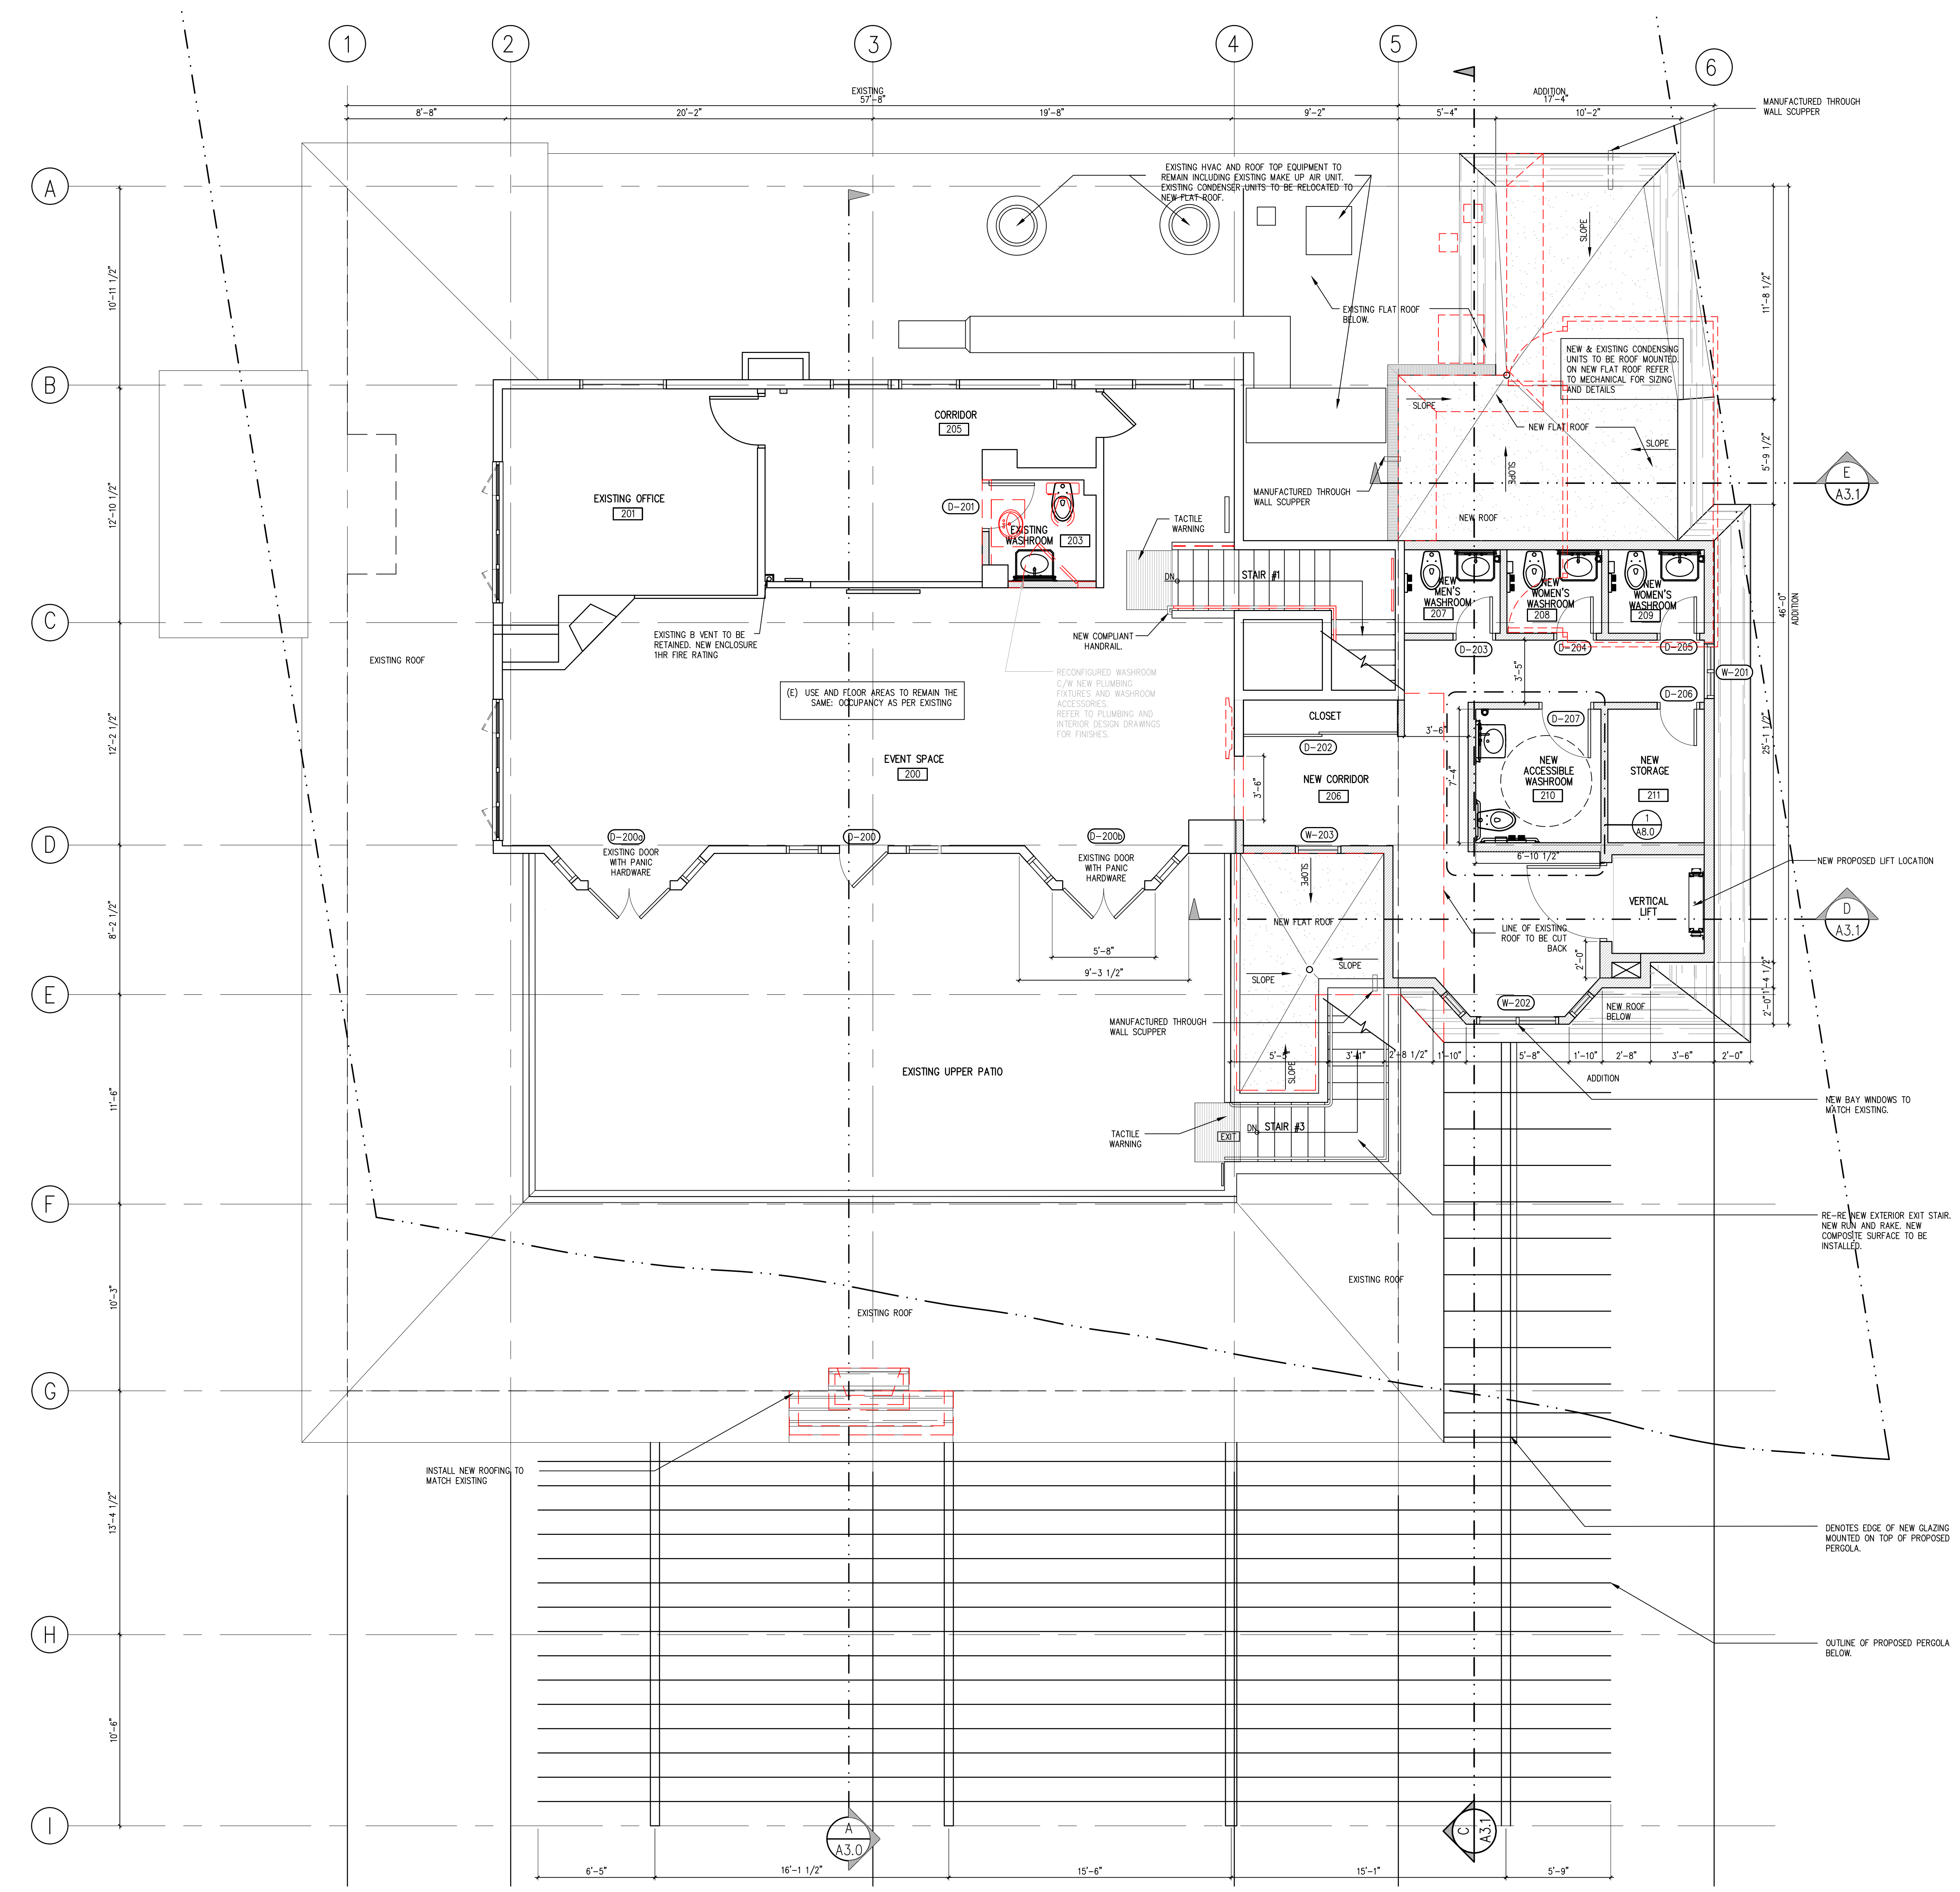 1
2
3
4
5
6
EXISTING
57'-8"
ADDITION
17'-4"
8'-8"
20'-2"
19'-8"
9'-2"
5'-4"
10'-2"
MANUFACTURED THROUGH
WALL SCUPPER
A
B
C
D
E
F
G
H
I
10'-11 1/2"
12'-10 1/2"
12'-2 1/2"
8'-2 1/2"
11'-6"
10'-3"
13'-4 1/2"
10'-6"
EXISTING HVAC AND ROOF TOP EQUIPMENT TO
REMAIN INCLUDING EXISTING MAKE UP AIR UNIT.
EXISTING CONDENSER UNITS TO BE RELOCATED TO
NEW FLAT ROOF.
SLOPE
EXISTING FLAT ROOF
BELOW.
NEW & EXISTING CONDENSING
UNITS TO BE ROOF MOUNTED.
ON NEW FLAT ROOF REFER
TO MECHANICAL FOR SIZING
AND DETAILS
11'-8 1/2"
5'-9 1/2"
46'-0"
ADDITION
25'-1 1/2"
1'-4 1/2"
2'-0"
SLOPE
NEW FLAT ROOF
SLOPE
SLOPE
NEW ROOF
MANUFACTURED THROUGH
WALL SCUPPER
E
A3.1
CORRIDOR
205
EXISTING OFFICE
201
D-201
EXISTING
WASHROOM
203
TACTILE
WARNING
DN
STAIR #1
NEW
MEN'S
WASHROOM
207
NEW
WOMEN'S
WASHROOM
208
NEW
WOMEN'S
WASHROOM
209
EXISTING ROOF
EXISTING B VENT TO BE
RETAINED. NEW ENCLOSURE
1HR FIRE RATING
NEW COMPLIANT
HANDRAIL.
D-203
D-204
D-205
W-201
3'-5"
RECONFIGURED WASHROOM
C/W NEW PLUMBING
FIXTURES AND WASHROOM
ACCESSORIES.
REFER TO PLUMBING AND
INTERIOR DESIGN DRAWINGS
FOR FINISHES.
(E) USE AND FLOOR AREAS TO REMAIN THE
SAME: OCCUPANCY AS PER EXISTING
D-206
D-207
CLOSET
D-202
3'-6"
EVENT SPACE
200
NEW CORRIDOR
206
3'-6"
7'-4"
NEW
ACCESSIBLE
WASHROOM
210
NEW
STORAGE
211
1
A8.0
D-200a
EXISTING DOOR
WITH PANIC
HARDWARE
D-200
D-200b
EXISTING DOOR
WITH PANIC
HARDWARE
W-203
6'-10 1/2"
NEW PROPOSED LIFT LOCATION
VERTICAL
LIFT
D
A3.1
SLOPE
NEW FLAT ROOF
LINE OF EXISTING
ROOF TO BE CUT
BACK
5'-8"
9'-3 1/2"
SLOPE
SLOPE
2'-0"
W-202
NEW ROOF
BELOW
MANUFACTURED THROUGH
WALL SCUPPER
5'-5"
3'-1"
2'-8 1/2"
1'-10"
5'-8"
1'-10"
2'-8"
3'-6"
2'-0"
SLOPE
ADDITION
EXISTING UPPER PATIO
NEW BAY WINDOWS TO
MATCH EXISTING.
TACTILE
WARNING
EXIT
DN
STAIR #3
RE-RE NEW EXTERIOR EXIT STAIR.
NEW RUN AND RAKE. NEW
COMPOSITE SURFACE TO BE
INSTALLED.
EXISTING ROOF
EXISTING ROOF
INSTALL NEW ROOFING TO
MATCH EXISTING
DENOTES EDGE OF NEW GLAZING
MOUNTED ON TOP OF PROPOSED
PERGOLA.
OUTLINE OF PROPOSED PERGOLA
BELOW.
A
A3.0
C
A3.1
6'-5"
16'-1 1/2"
15'-6"
15'-1"
5'-9"